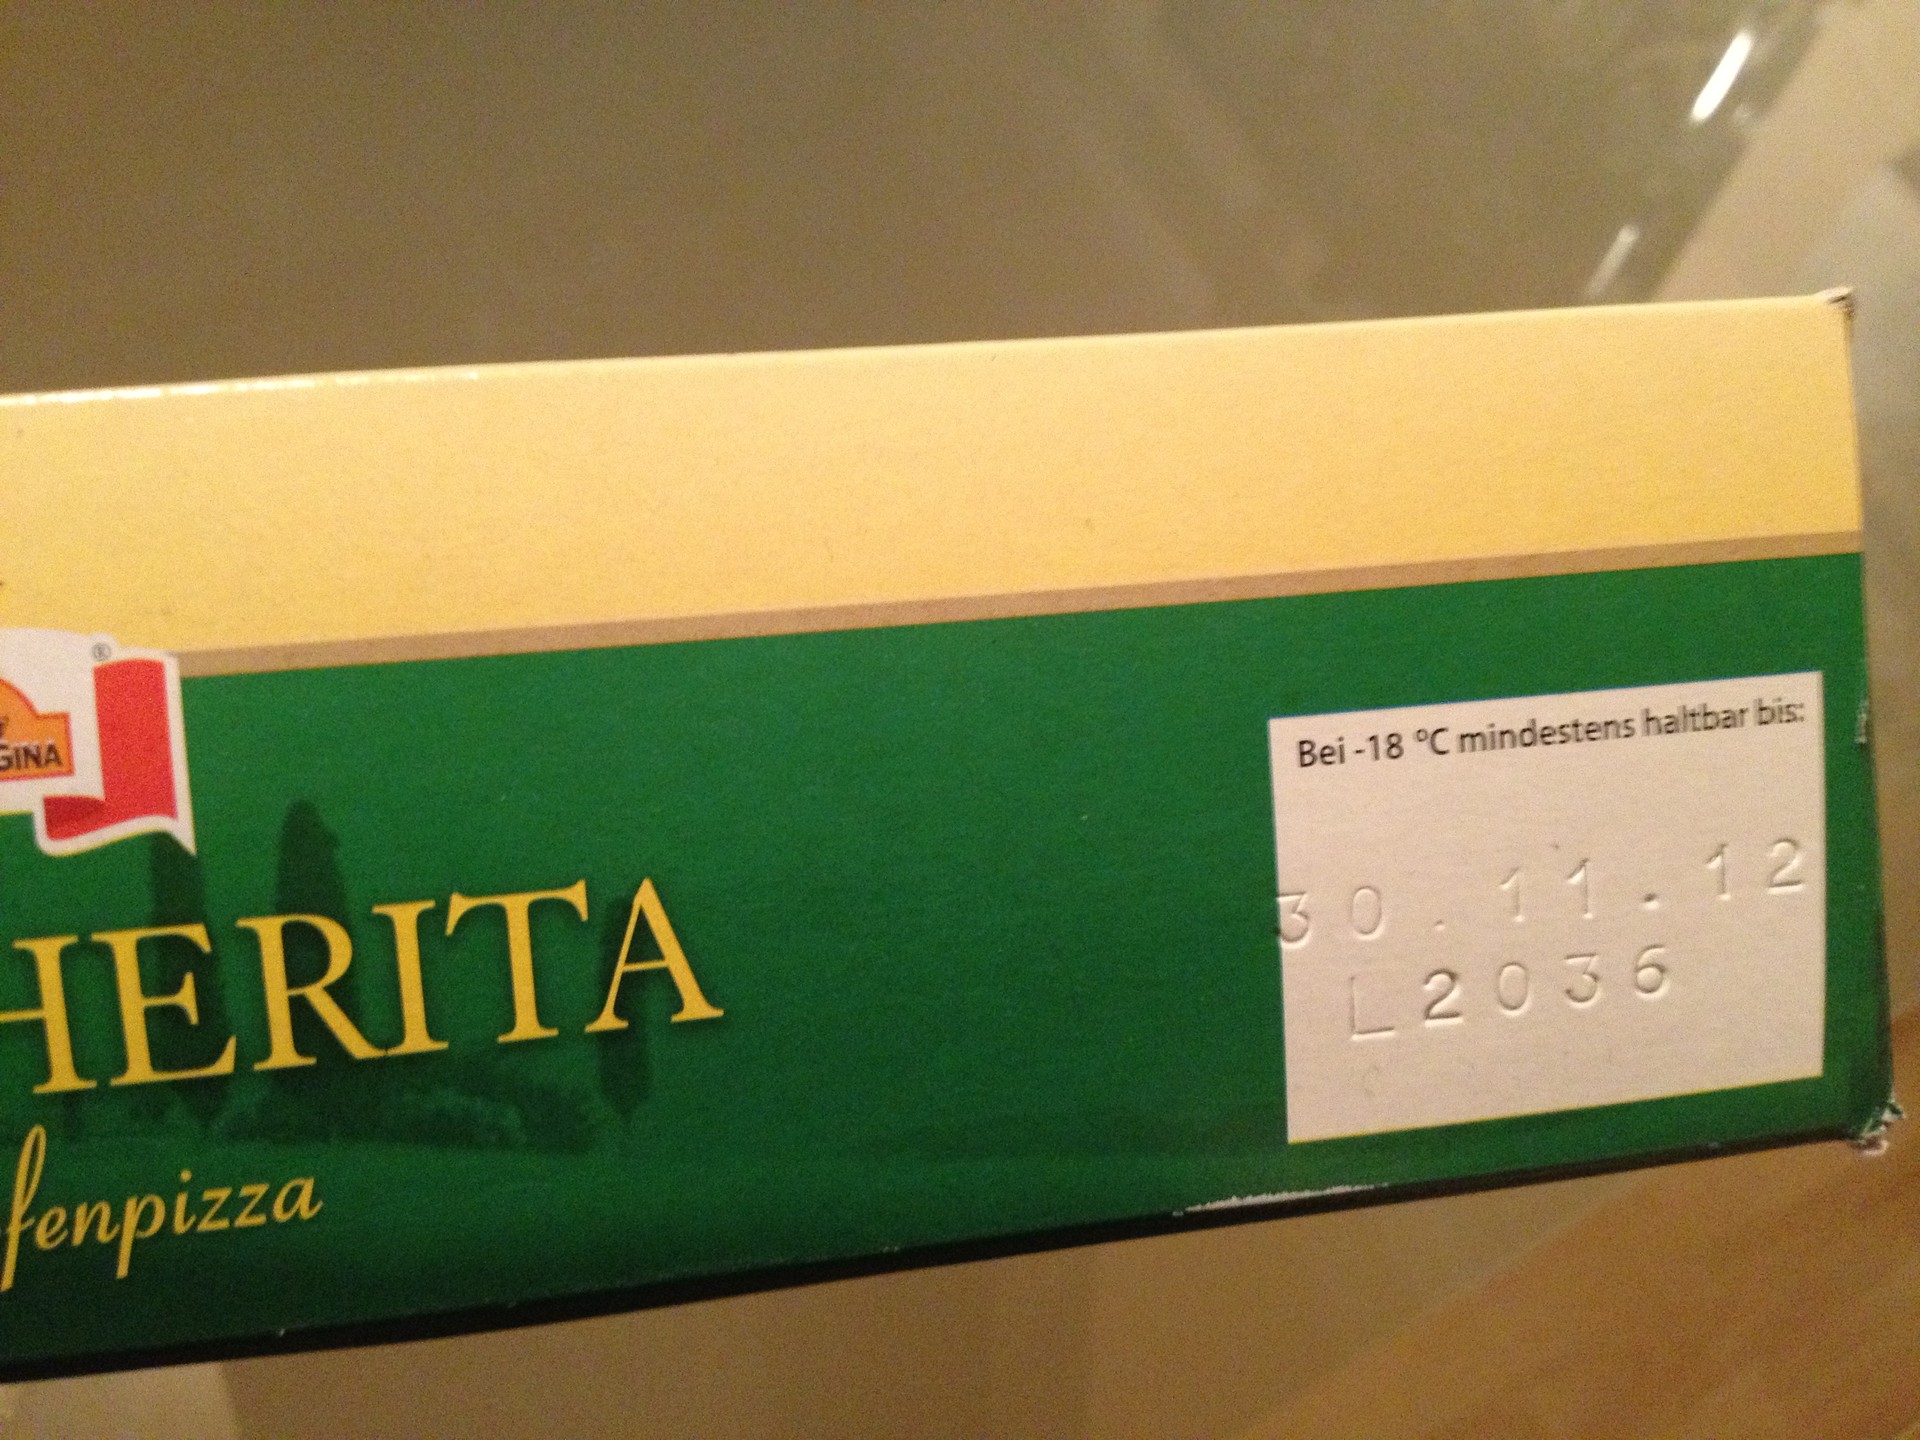 ®
GINA
HERITA
fenpizza
Bei -18 °C mindestens haltbar bis:
30.11.12
L2036